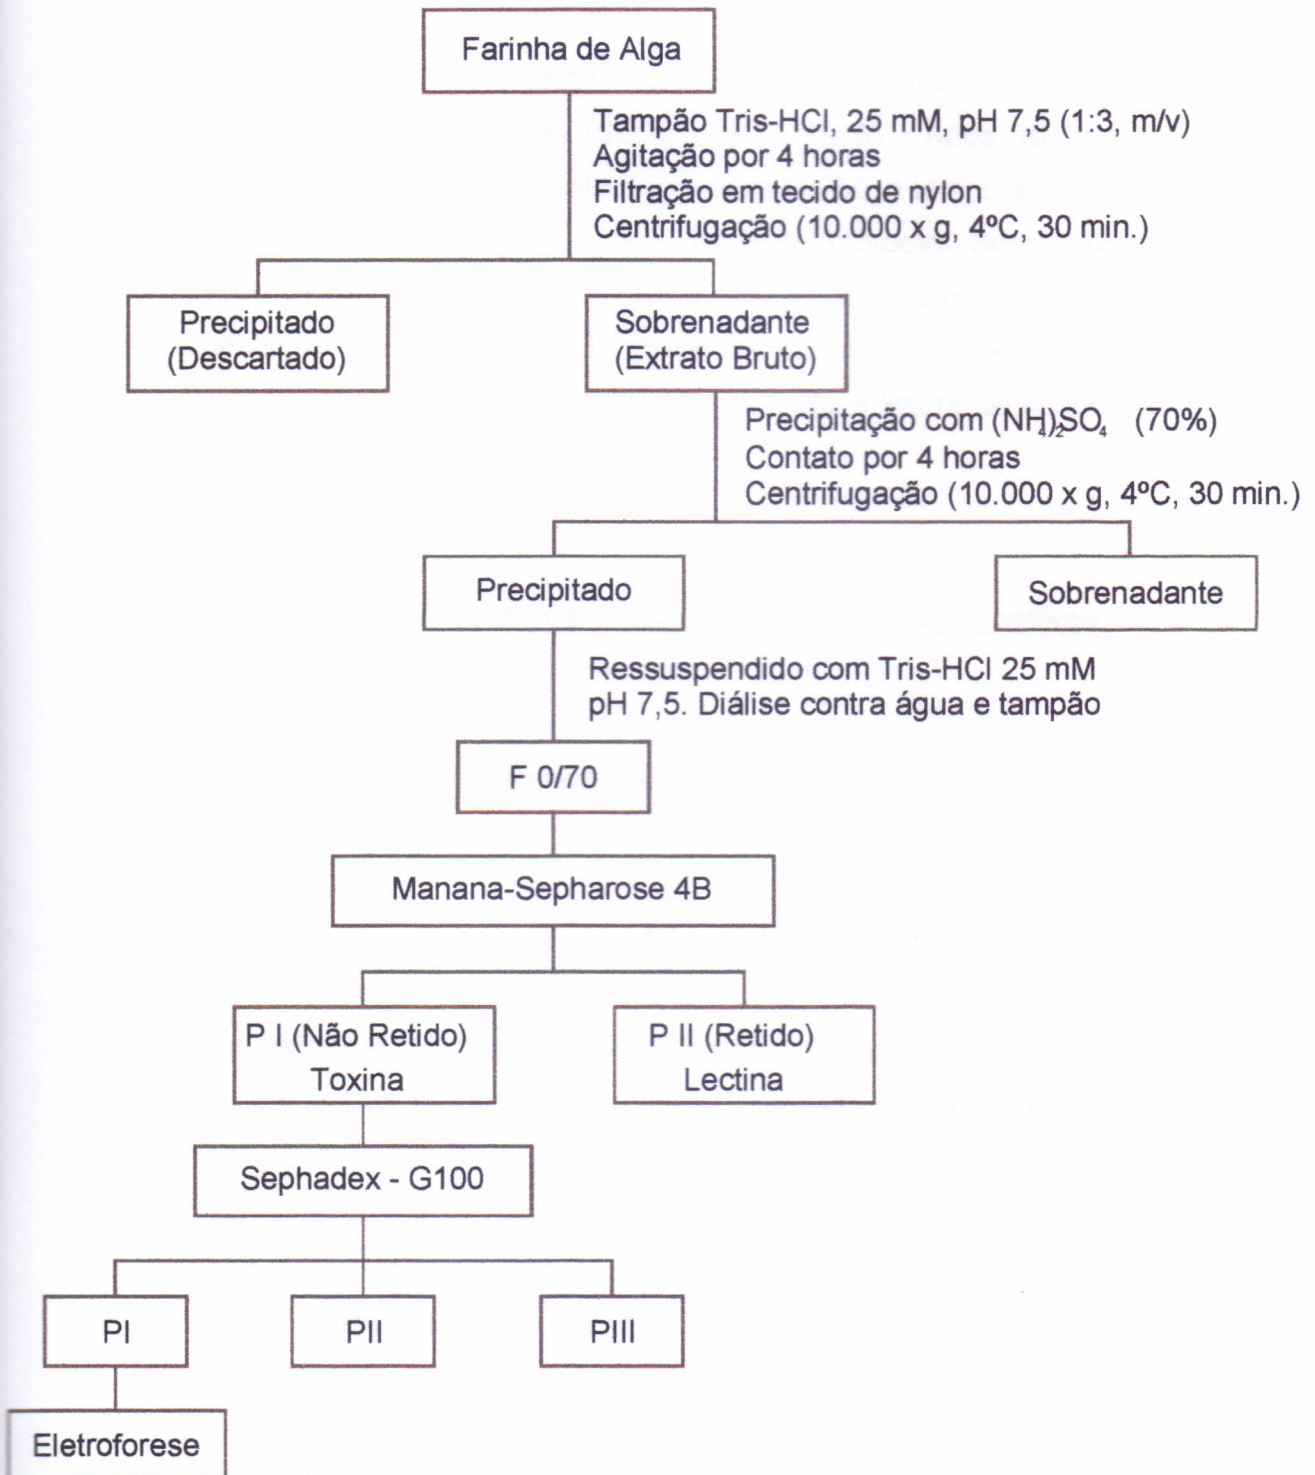 Farinha de Alga
Tampão Tris-HCl, 25 mM, pH 7,5 (1:3, m/v)
Agitação por 4 horas
Filtração em tecido de nylon
Centrifugação (10.000 x g, 4ºC, 30 min.)
Precipitado
(Descartado)
Sobrenadante
(Extrato Bruto)
Precipitação com (NH₄)₂SO₄ (70%)
Contato por 4 horas
Centrifugação (10.000 x g, 4ºC, 30 min.)
Precipitado
Sobrenadante
Ressuspendido com Tris-HCl 25 mM
pH 7,5. Diálise contra água e tampão
F 0/70
Manana-Sepharose 4B
P I (Não Retido)
Toxina
P II (Retido)
Lectina
Sephadex - G100
PI
PII
PIII
Eletroforese